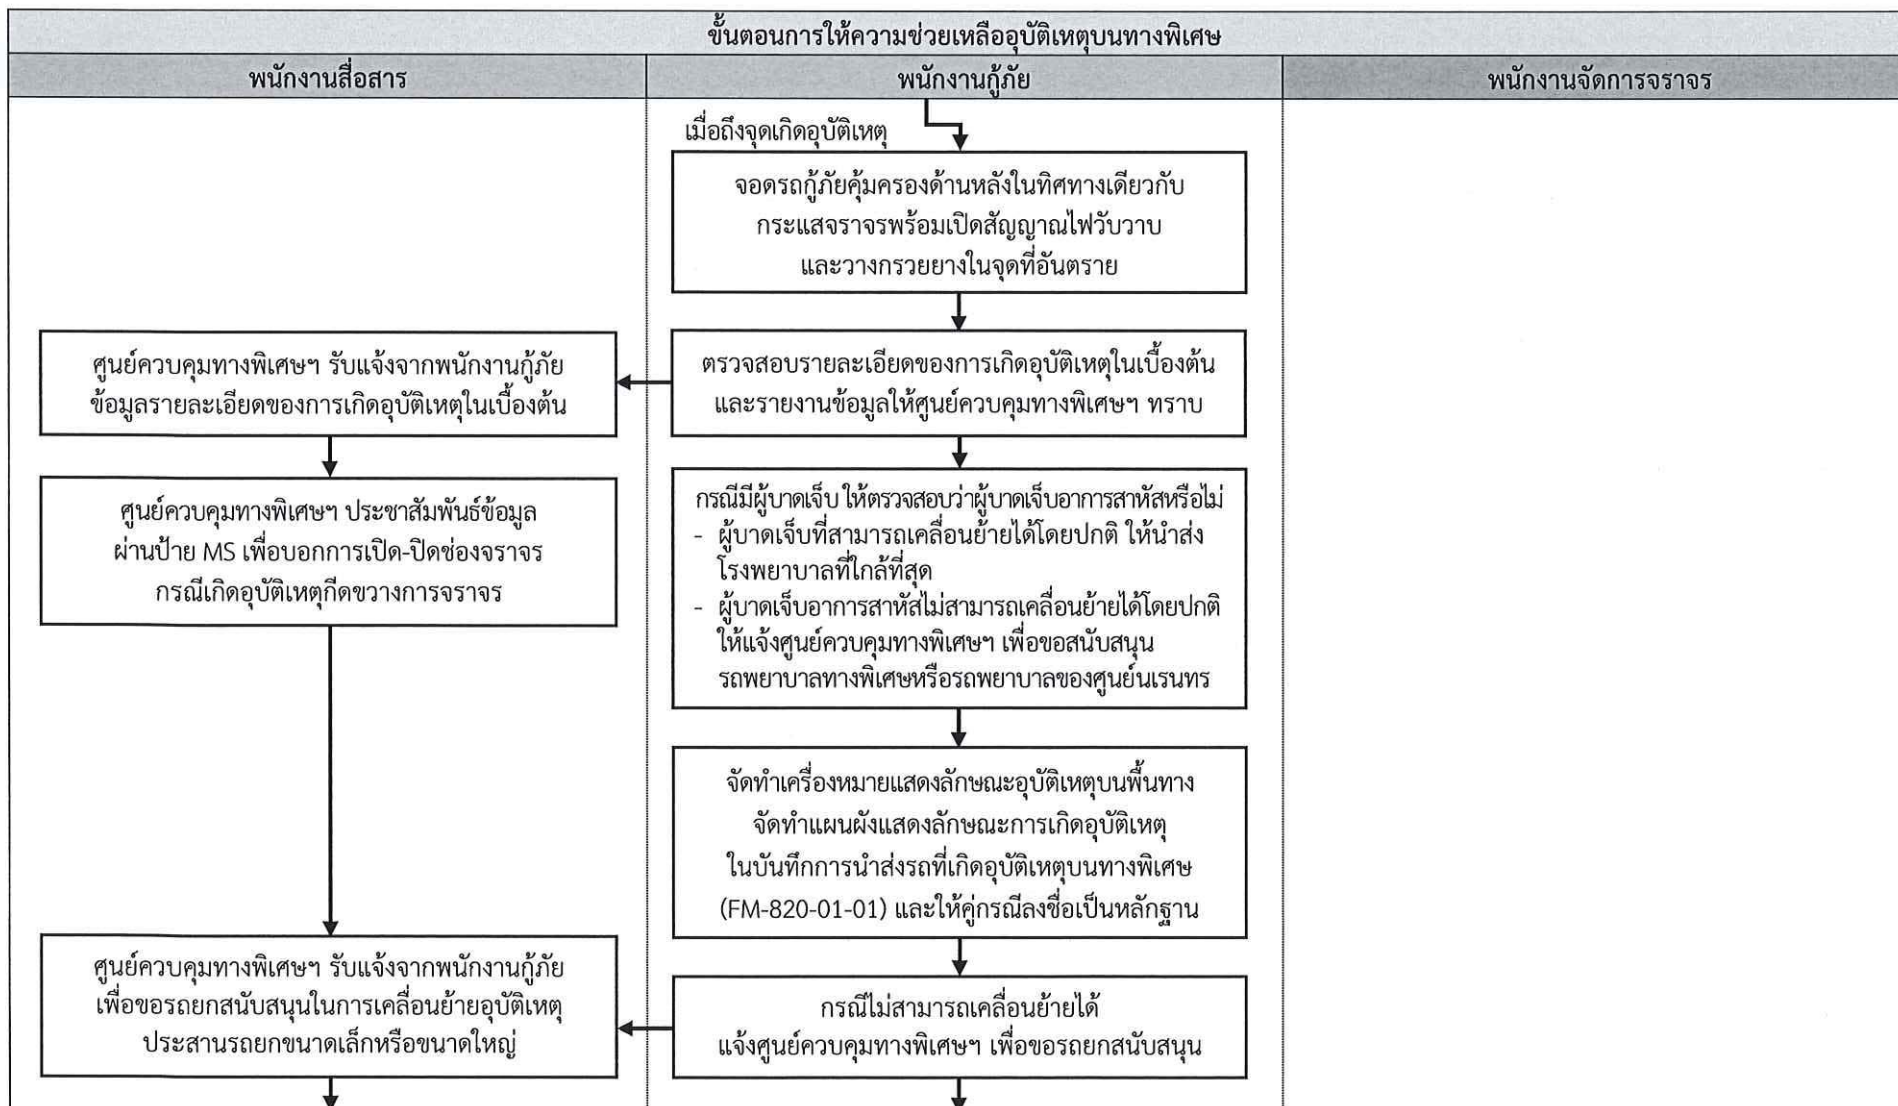 ขั้นตอนการให้ความช่วยเหลืออุบัติเหตุบนทางพิเศษ
พนักงานสื่อสาร
พนักงานกู้ภัย
พนักงานจัดการจราจร
เมื่อถึงจุดเกิดอุบัติเหตุ
จอดรถกู้ภัยคุ้มครองด้านหลังในทิศทางเดียวกับ
กระแสจราจรพร้อมเปิดสัญญาณไฟวับวาบ
และวางกรวยยางในจุดที่อันตราย
ศูนย์ควบคุมทางพิเศษฯ รับแจ้งจากพนักงานกู้ภัย
ข้อมูลรายละเอียดของการเกิดอุบัติเหตุในเบื้องต้น
ตรวจสอบรายละเอียดของการเกิดอุบัติเหตุในเบื้องต้น
และรายงานข้อมูลให้ศูนย์ควบคุมทางพิเศษฯ ทราบ
ศูนย์ควบคุมทางพิเศษฯ ประชาสัมพันธ์ข้อมูล
ผ่านป้าย MS เพื่อบอกการเปิด-ปิดช่องจราจร
กรณีเกิดอุบัติเหตุกีดขวางการจราจร
กรณีมีผู้บาดเจ็บ ให้ตรวจสอบว่าผู้บาดเจ็บอาการสาหัสหรือไม่
- ผู้บาดเจ็บที่สามารถเคลื่อนย้ายได้โดยปกติ ให้นำส่ง
โรงพยาบาลที่ใกล้ที่สุด
- ผู้บาดเจ็บอาการสาหัสไม่สามารถเคลื่อนย้ายได้โดยปกติ
ให้แจ้งศูนย์ควบคุมทางพิเศษฯ เพื่อขอสนับสนุน
รถพยาบาลทางพิเศษหรือรถพยาบาลของศูนย์นเรนทร
จัดทำเครื่องหมายแสดงลักษณะอุบัติเหตุบนพื้นทาง
จัดทำแผนผังแสดงลักษณะการเกิดอุบัติเหตุ
ในบันทึกการนำส่งรถที่เกิดอุบัติเหตุบนทางพิเศษ
(FM-820-01-01) และให้คู่กรณีลงชื่อเป็นหลักฐาน
ศูนย์ควบคุมทางพิเศษฯ รับแจ้งจากพนักงานกู้ภัย
เพื่อขอรถยกสนับสนุนในการเคลื่อนย้ายอุบัติเหตุ
ประสานรถยกขนาดเล็กหรือขนาดใหญ่
กรณีไม่สามารถเคลื่อนย้ายได้
แจ้งศูนย์ควบคุมทางพิเศษฯ เพื่อขอรถยกสนับสนุน